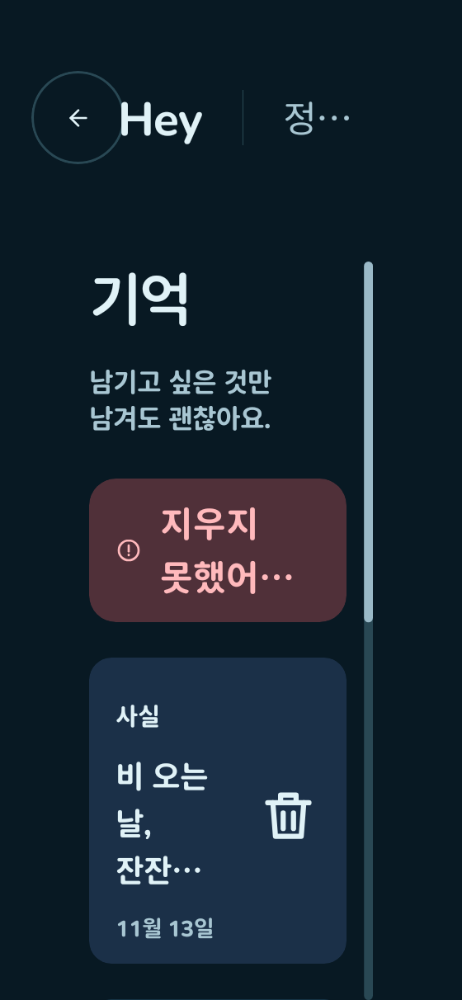 Hey
정…
기억
남기고 싶은 것만
남겨도 괜찮아요.
지우지
못했어…
사실
비 오는
날,
잔잔…
11월 13일